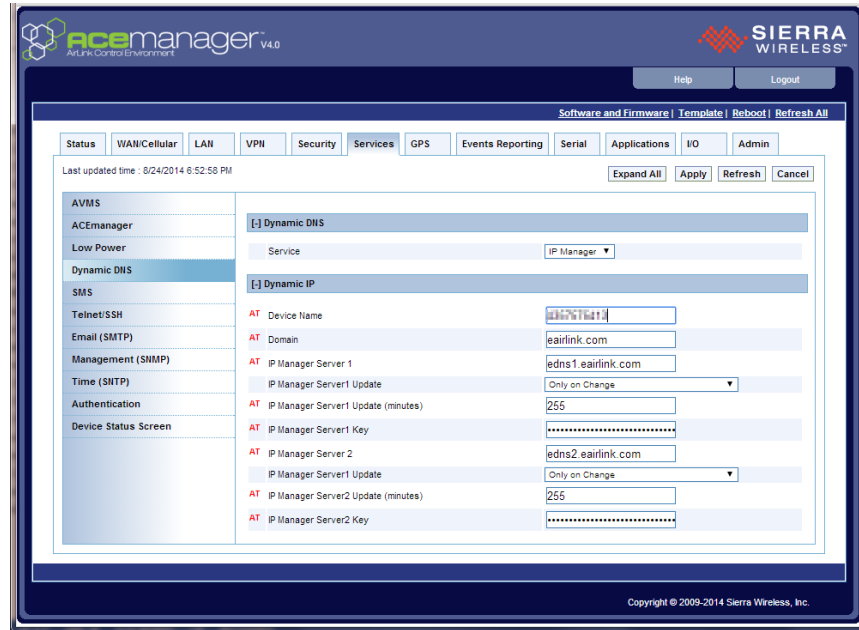 ACEmanager™ V4.0
AirLink Control Environment
SIERRA
WIRELESS™
Help Logout
Software and Firmware | Template | Reboot | Refresh All
Status WAN/Cellular LAN VPN Security Services GPS Events Reporting Serial Applications I/O Admin
Last updated time : 8/24/2014 6:52:58 PM
Expand All Apply Refresh Cancel
AVMS
ACEmanager
Low Power
Dynamic DNS
SMS
Telnet/SSH
Email (SMTP)
Management (SNMP)
Time (SNTP)
Authentication
Device Status Screen
[-] Dynamic DNS
Service IP Manager
[-] Dynamic IP
AT Device Name
AT Domain eairlink.com
AT IP Manager Server 1 edns1.eairlink.com
IP Manager Server1 Update Only on Change
AT IP Manager Server1 Update (minutes) 255
AT IP Manager Server1 Key
AT IP Manager Server 2 edns2.eairlink.com
IP Manager Server1 Update Only on Change
AT IP Manager Server2 Update (minutes) 255
AT IP Manager Server2 Key
Copyright © 2009-2014 Sierra Wireless, Inc.